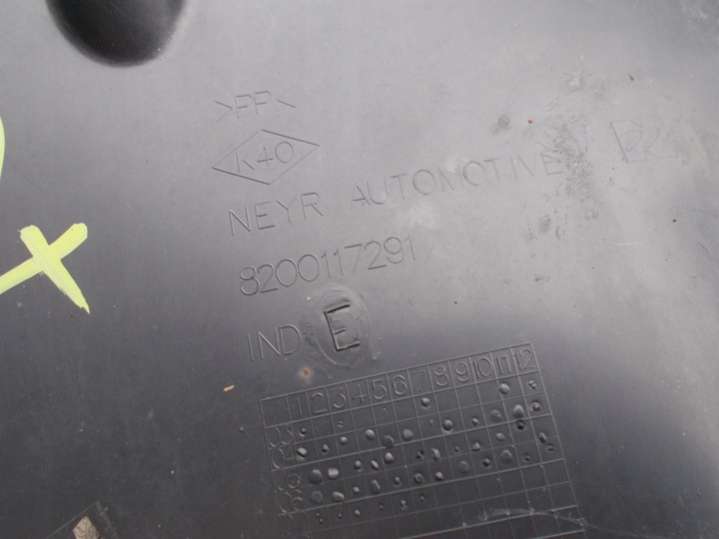 >PP<
K40
NEYR AUTOMOTIVE
8200117291
IND E
1 2 3 4 5 6 7 8 9 10 11 12